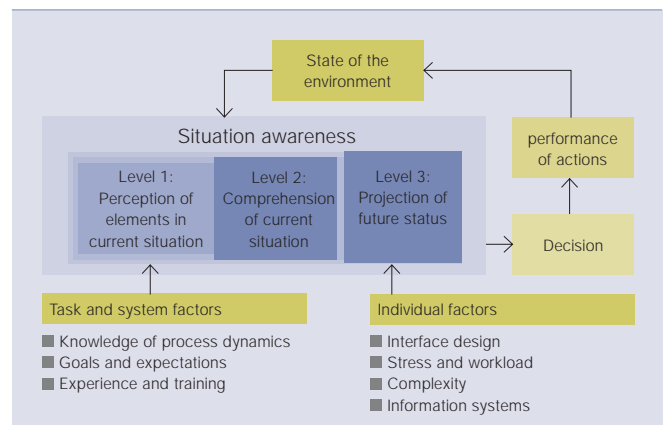 State of the
environment
Situation awareness
Level 1:
Perception of
elements in
current situation
Level 2:
Comprehension
of current
situation
Level 3:
Projection of
future status
performance
of actions
Decision
Task and system factors
Knowledge of process dynamics
Goals and expectations
Experience and training
Individual factors
Interface design
Stress and workload
Complexity
Information systems